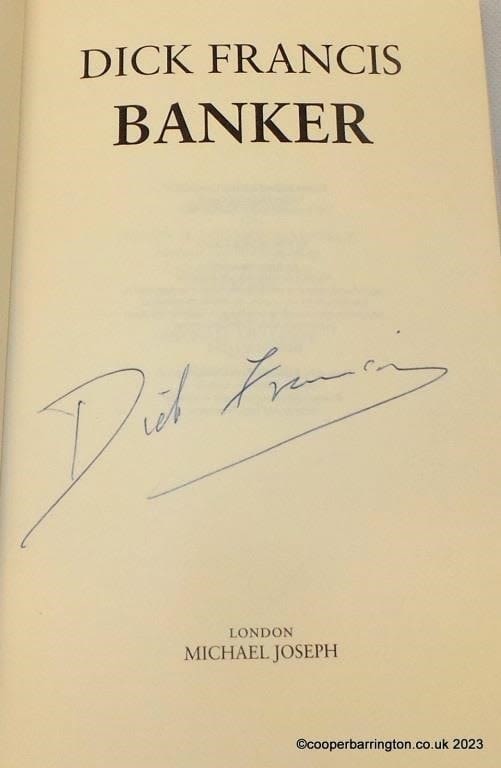 DICK FRANCIS
BANKER
Dick Francis
LONDON
MICHAEL JOSEPH
©cooperbarrington.co.uk 2023